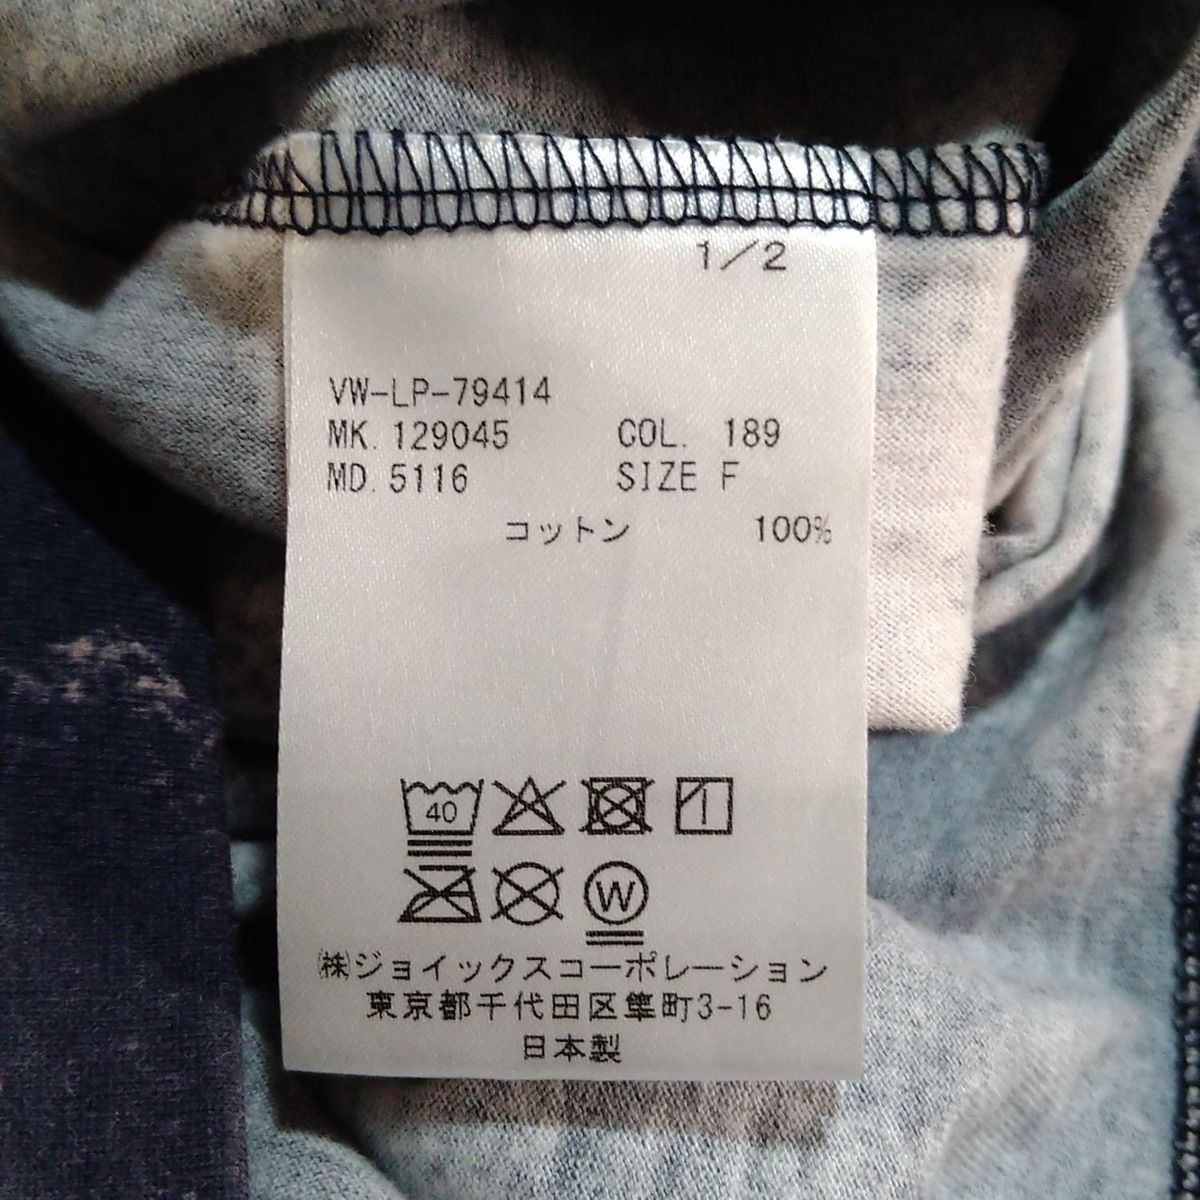 1/2
VW-LP-79414
MK. 129045 COL. 189
MD. 5116 SIZE F
コットン 100%
40
W
㈱ジョイックスコーポレーション
東京都千代田区隼町3-16
日本製